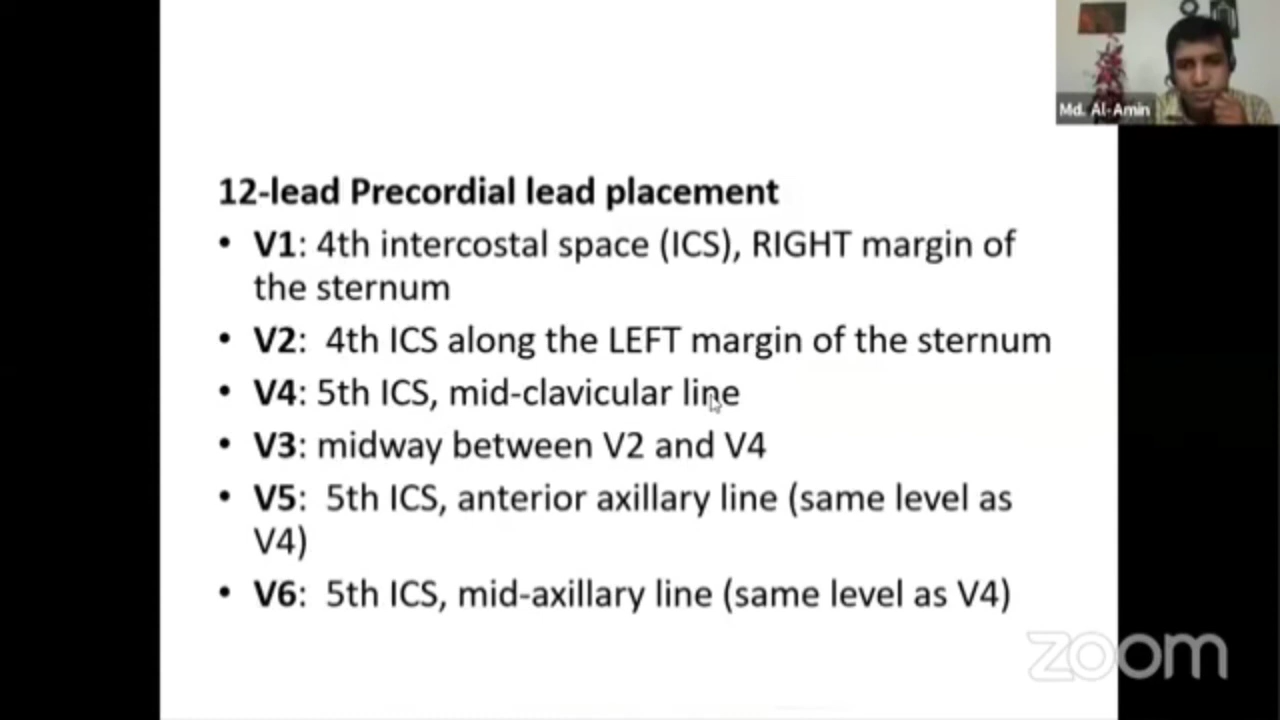 Md. Al-Amin
12-lead Precordial lead placement
• V1: 4th intercostal space (ICS), RIGHT margin of
the sternum
• V2: 4th ICS along the LEFT margin of the sternum
• V4: 5th ICS, mid-clavicular line
• V3: midway between V2 and V4
• V5: 5th ICS, anterior axillary line (same level as
V4)
• V6: 5th ICS, mid-axillary line (same level as V4)
zoom